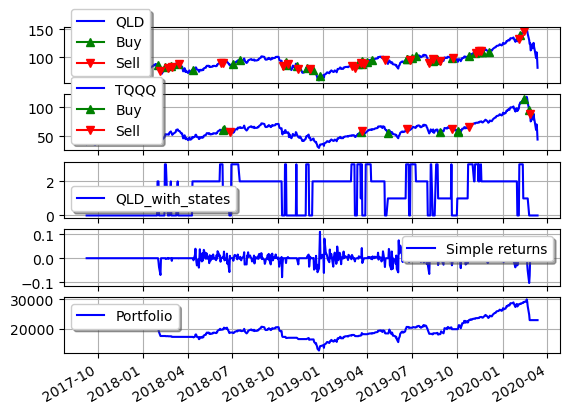 150
100
QLD
Buy
Sell
100
50
TQQQ
Buy
Sell
2
0
QLD_with_states
0.1
0.0
−0.1
Simple returns
30000
20000
Portfolio
2017-10
2018-01
2018-04
2018-07
2018-10
2019-01
2019-04
2019-07
2019-10
2020-01
2020-04